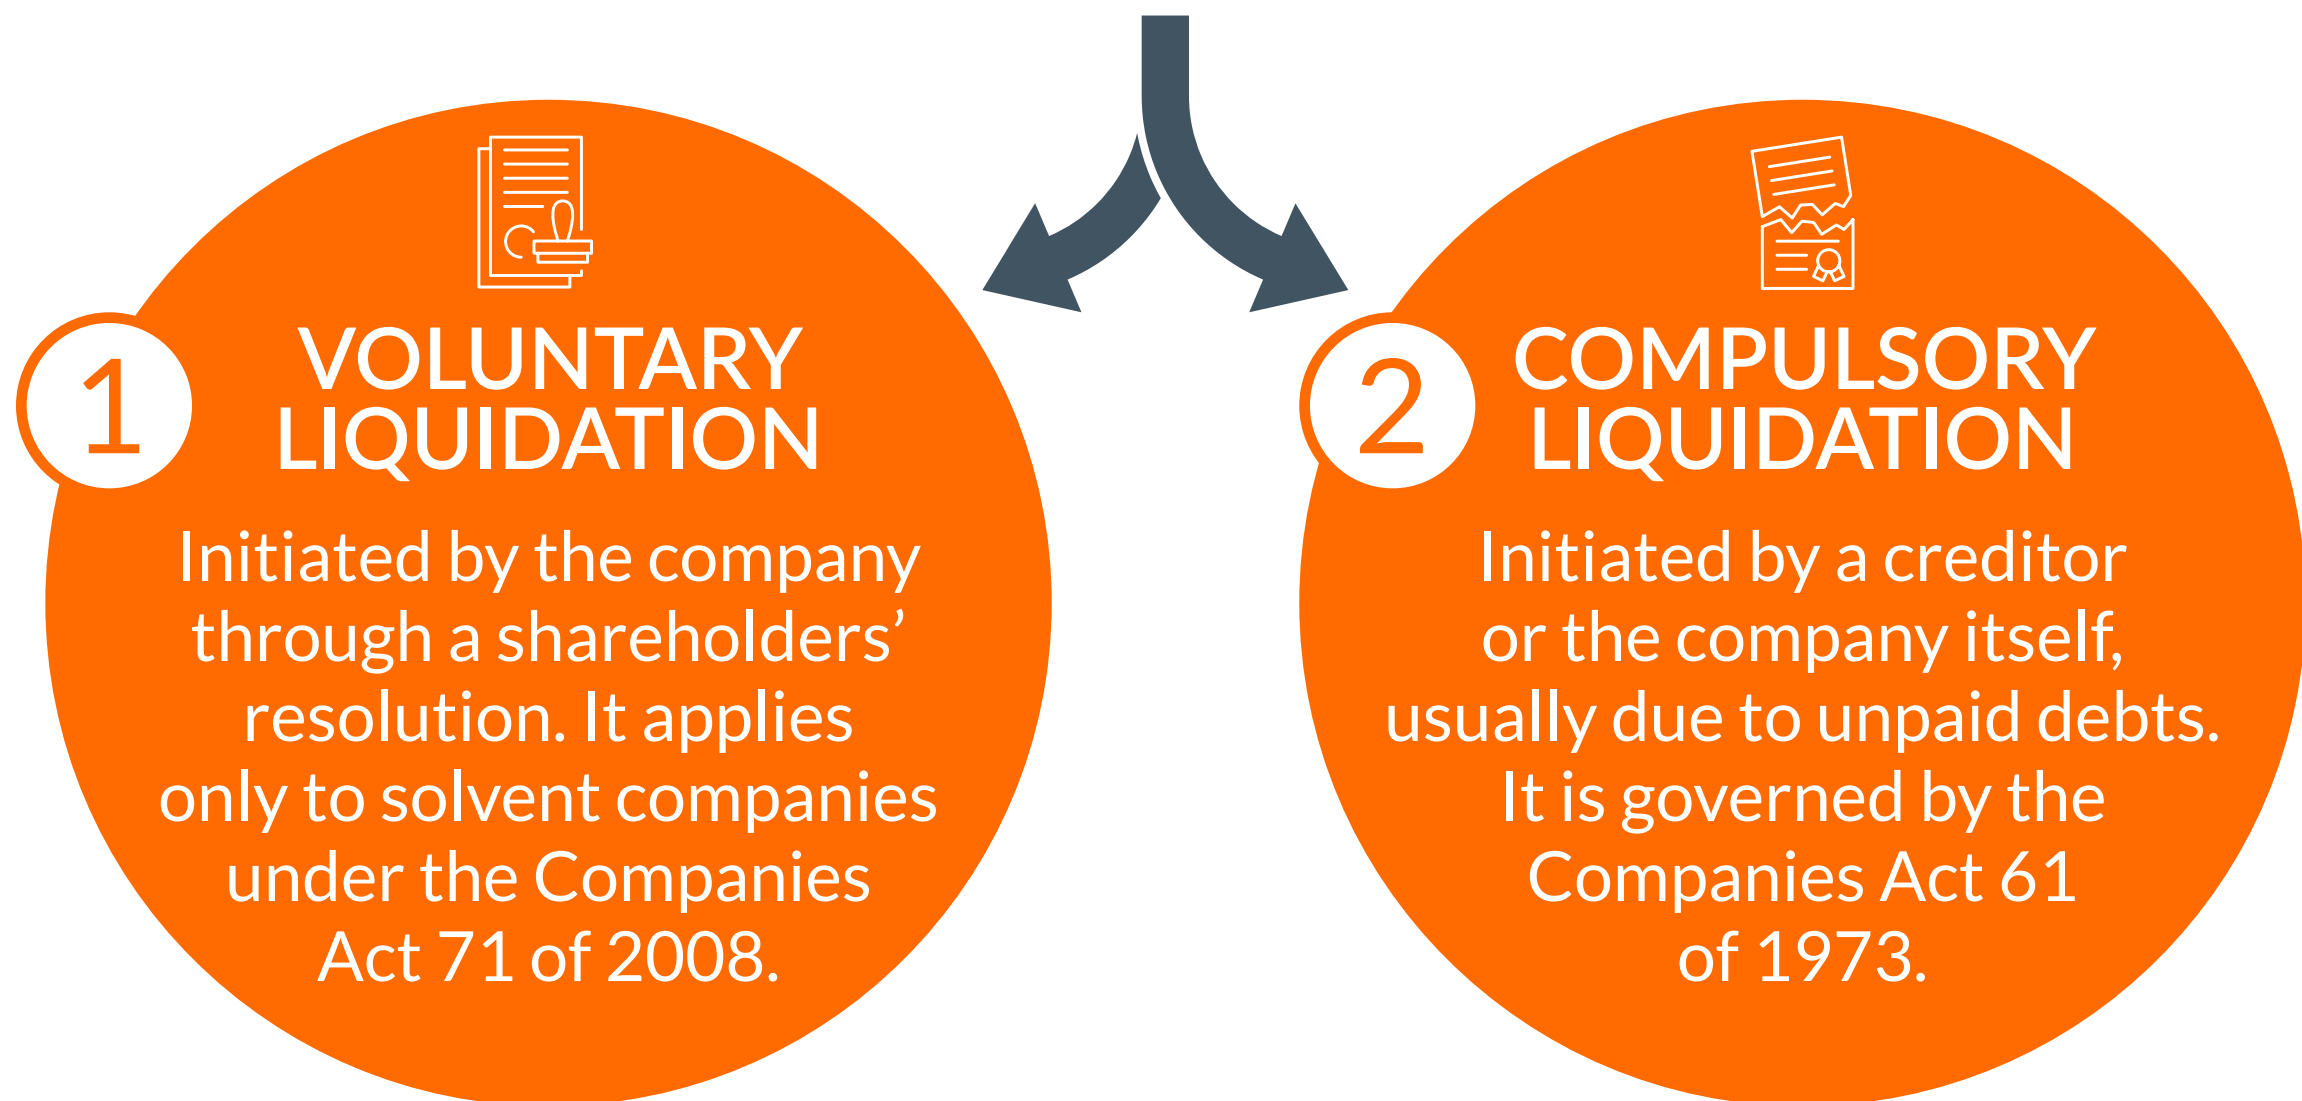 1
VOLUNTARY
LIQUIDATION
Initiated by the company
through a shareholders’
resolution. It applies
only to solvent companies
under the Companies
Act 71 of 2008.
2
COMPULSORY
LIQUIDATION
Initiated by a creditor
or the company itself,
usually due to unpaid debts.
It is governed by the
Companies Act 61
of 1973.